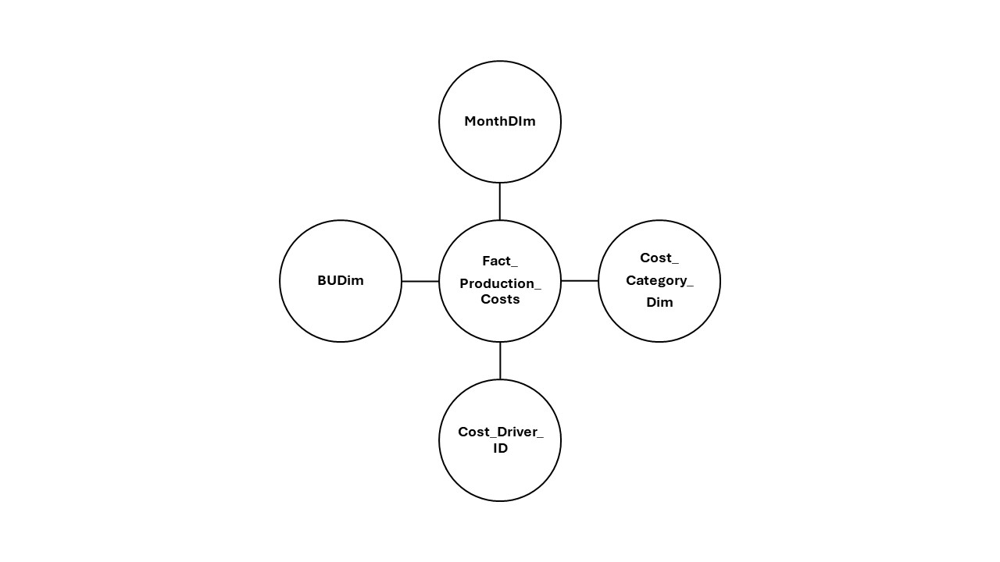 MonthDIm
BUDim
Fact_
Production_
Costs
Cost_
Category_
Dim
Cost_Driver_
ID